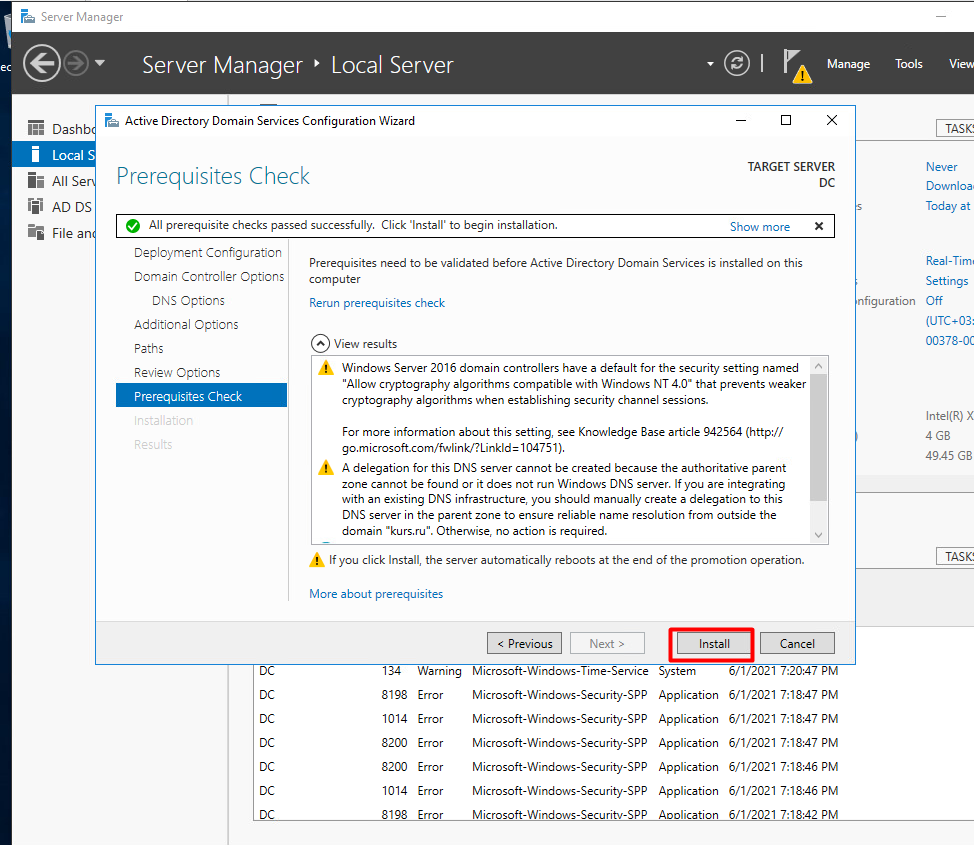 Server Manager
Server Manager ‣ Local Server
Manage Tools View
Dashbo
Local S
All Serv
AD DS
File and
Active Directory Domain Services Configuration Wizard
Prerequisites Check
TARGET SERVER
DC
All prerequisite checks passed successfully. Click 'Install' to begin installation.
Show more
Deployment Configuration
Domain Controller Options
DNS Options
Additional Options
Paths
Review Options
Prerequisites Check
Installation
Results
Prerequisites need to be validated before Active Directory Domain Services is installed on this
computer
Rerun prerequisites check
View results
Windows Server 2016 domain controllers have a default for the security setting named
"Allow cryptography algorithms compatible with Windows NT 4.0" that prevents weaker
cryptography algorithms when establishing security channel sessions.
For more information about this setting, see Knowledge Base article 942564 (http://
go.microsoft.com/fwlink/?LinkId=104751).
A delegation for this DNS server cannot be created because the authoritative parent
zone cannot be found or it does not run Windows DNS server. If you are integrating
with an existing DNS infrastructure, you should manually create a delegation to this
DNS server in the parent zone to ensure reliable name resolution from outside the
domain "kurs.ru". Otherwise, no action is required.
If you click Install, the server automatically reboots at the end of the promotion operation.
More about prerequisites
< Previous
Next >
Install
Cancel
TASKS
Never
Downloa
Today at
Real-Time
Settings
nfiguration Off
(UTC+03:
00378-00
Intel(R) X
4 GB
49.45 GB
TASKS
DC 134 Warning Microsoft-Windows-Time-Service System 6/1/2021 7:20:47 PM
DC 8198 Error Microsoft-Windows-Security-SPP Application 6/1/2021 7:18:47 PM
DC 1014 Error Microsoft-Windows-Security-SPP Application 6/1/2021 7:18:47 PM
DC 8200 Error Microsoft-Windows-Security-SPP Application 6/1/2021 7:18:47 PM
DC 8200 Error Microsoft-Windows-Security-SPP Application 6/1/2021 7:18:46 PM
DC 1014 Error Microsoft-Windows-Security-SPP Application 6/1/2021 7:18:46 PM
DC 8198 Error Microsoft-Windows-Security-SPP Application 6/1/2021 7:18:42 PM